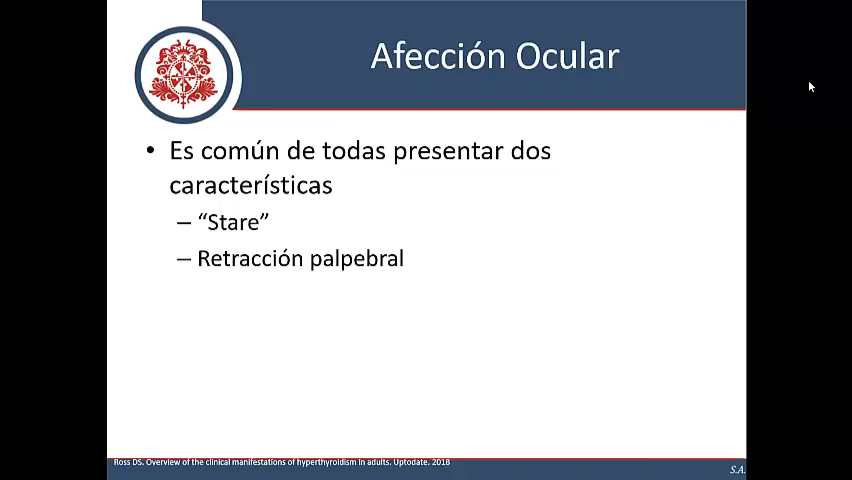 Afección Ocular
• Es común de todas presentar dos
características
– “Stare”
– Retracción palpebral
Ross DS. Overview of the clinical manifestations of hyperthyroidism in adults. Uptodate. 2018
S.A.